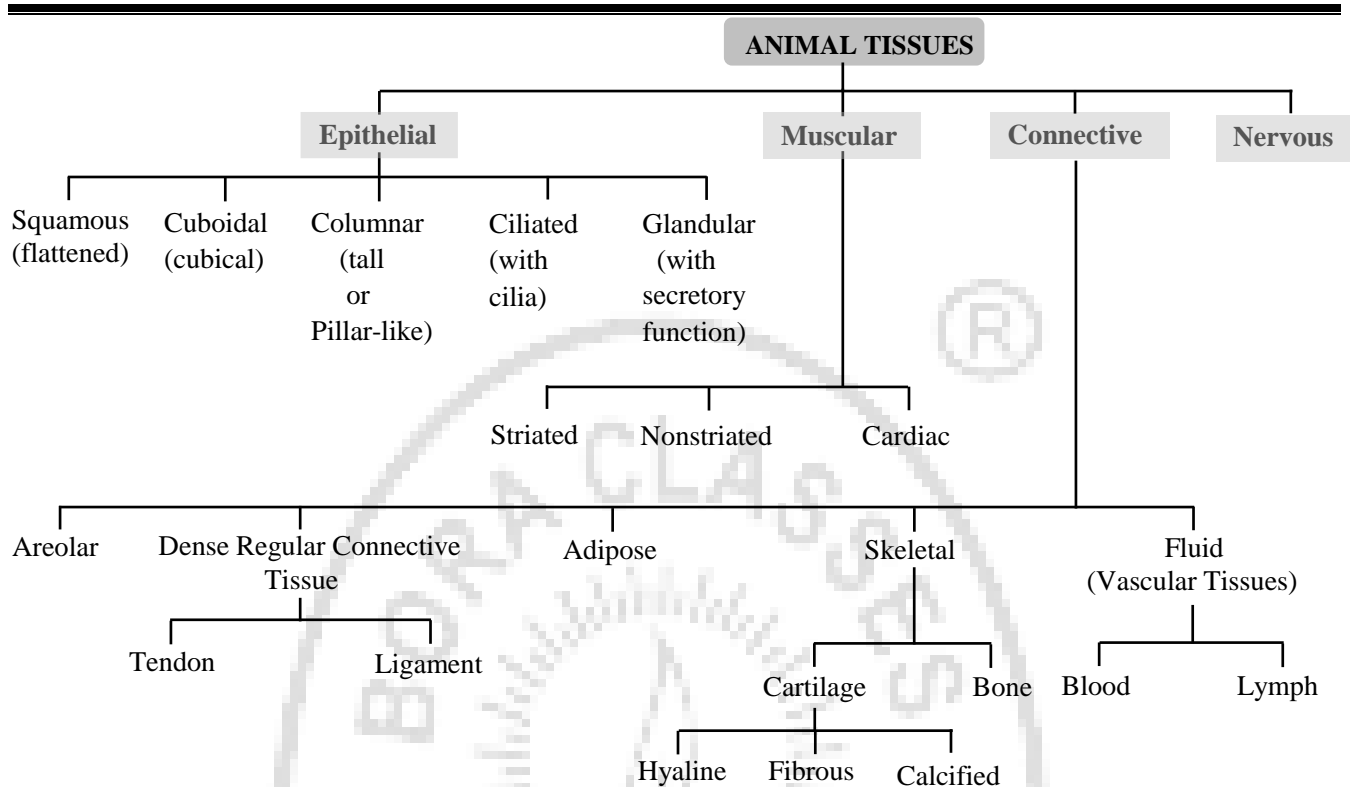 ANIMAL TISSUES
Epithelial Muscular Connective Nervous
Squamous Cuboidal Columnar Ciliated Glandular
(flattened) (cubical) (tall (with (with
or cilia) secretory
Pillar-like) function)
Striated Nonstriated Cardiac
Areolar Dense Regular Connective Adipose Skeletal Fluid
Tissue (Vascular Tissues)
Tendon Ligament
Cartilage Bone Blood Lymph
Hyaline Fibrous Calcified
BORA CLASSES
®